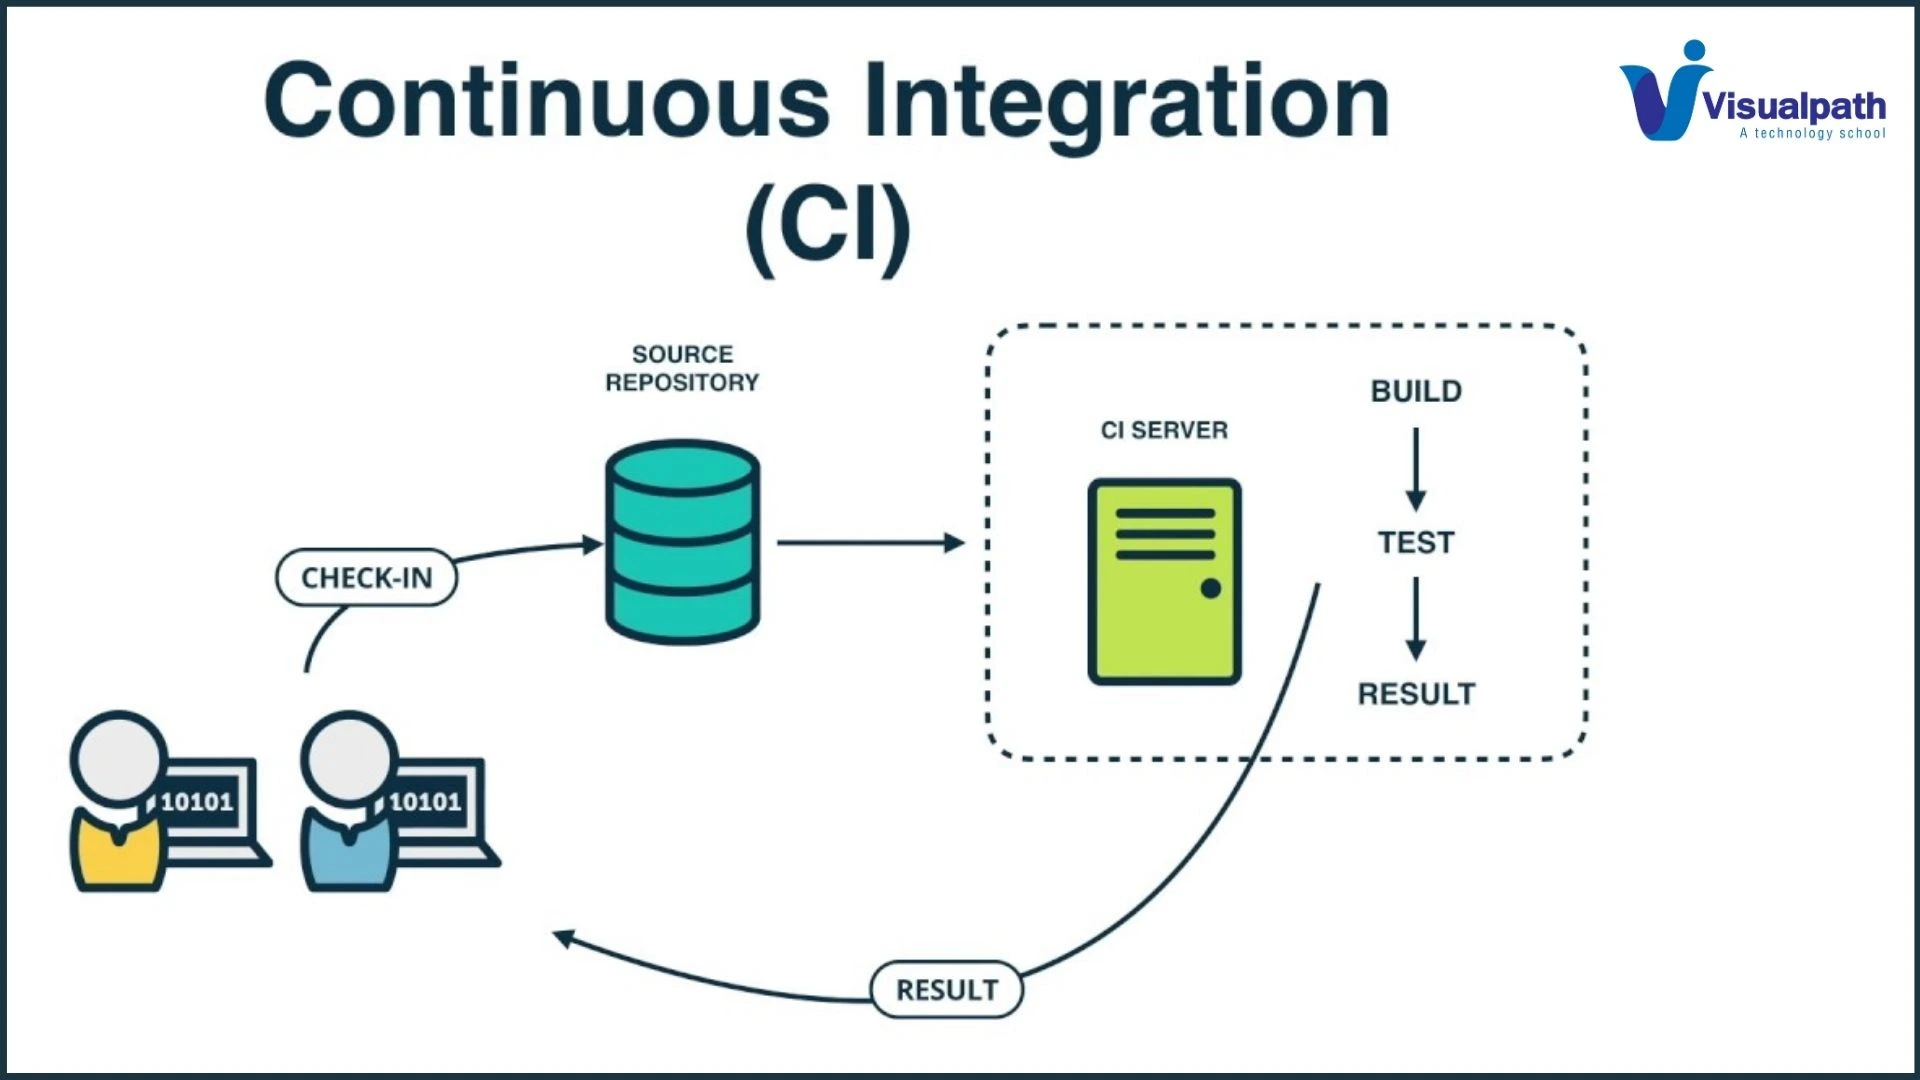 Continuous Integration
(CI)
Visualpath
A technology school
SOURCE
REPOSITORY
CI SERVER
BUILD
TEST
RESULT
CHECK-IN
10101
10101
RESULT